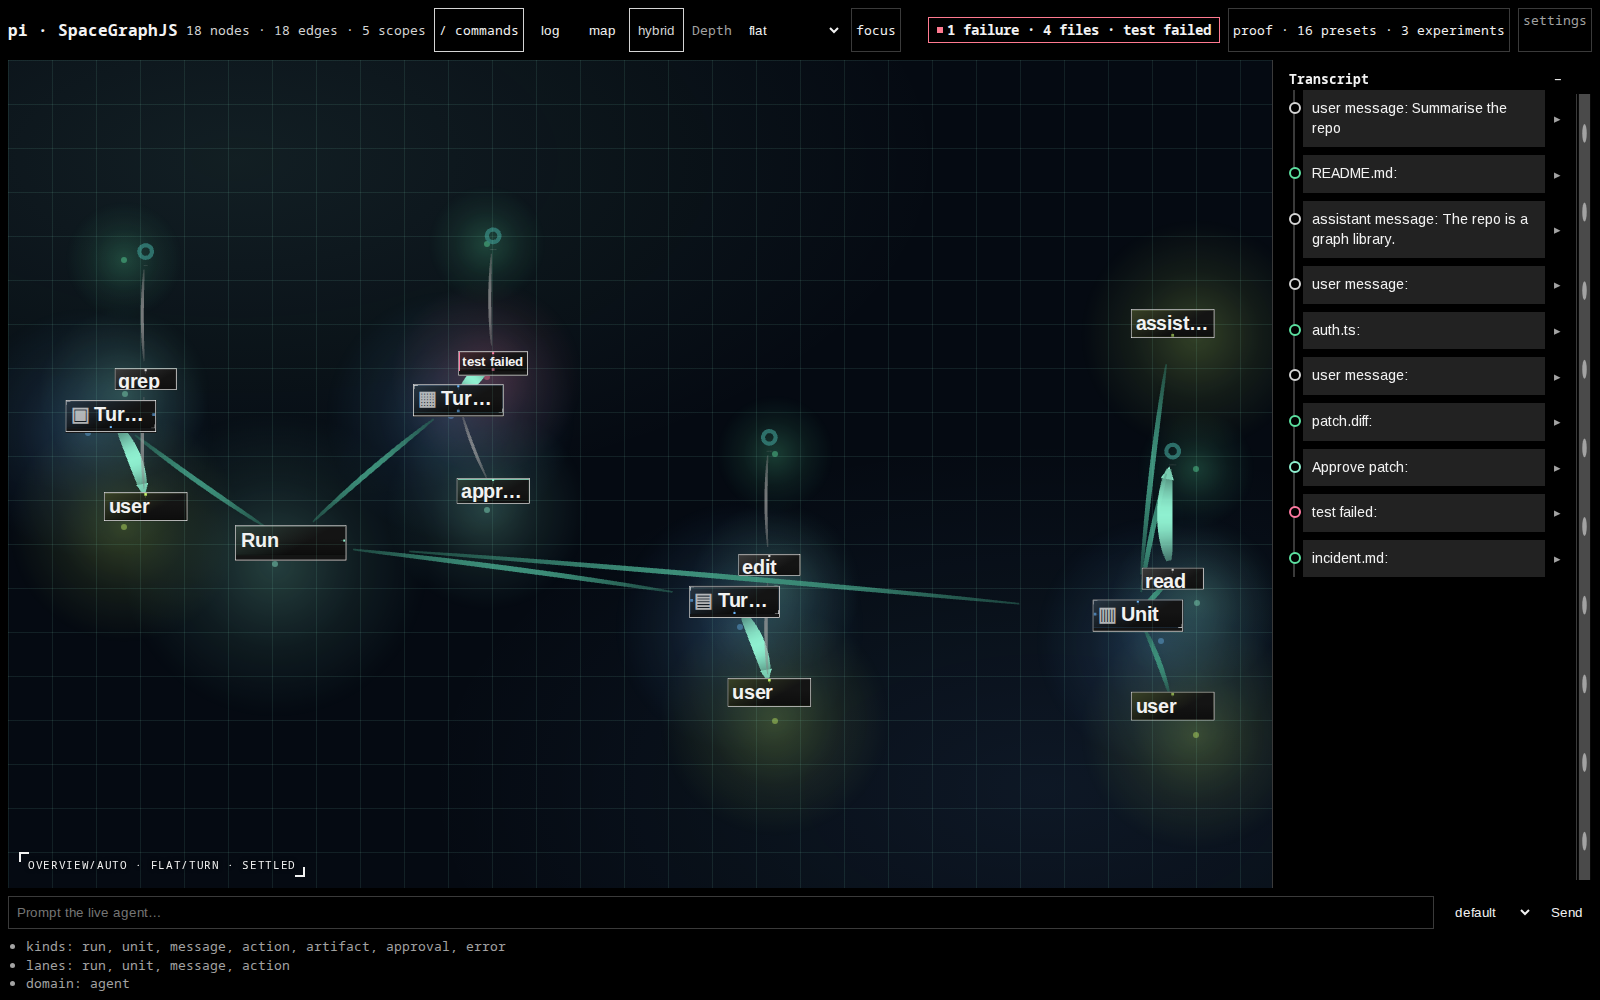 pi · SpaceGraphJS 18 nodes · 18 edges · 5 scopes / commands log map hybrid Depth flat focus 1 failure · 4 files · test failed proof · 16 presets · 3 experiments settings
Transcript –
user message: Summarise the
repo
README.md:
assistant message: The repo is a
graph library.
user message:
auth.ts:
user message:
patch.diff:
Approve patch:
test failed:
incident.md:
assist…
test failed
grep
Tur…
Tur…
appr…
user
Run
edit
read
Tur…
Unit
user
user
OVERVIEW/AUTO · FLAT/TURN · SETTLED
Prompt the live agent… default Send
kinds: run, unit, message, action, artifact, approval, error
lanes: run, unit, message, action
domain: agent